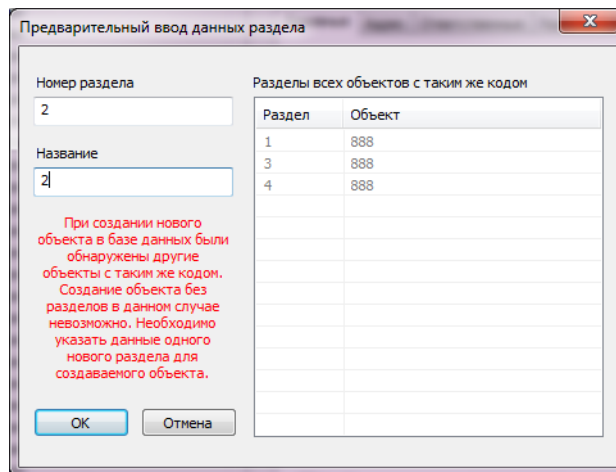 Предварительный ввод данных раздела
Номер раздела
2
Название
2
При создании нового
объекта в базе данных были
обнаружены другие
объекты с таким же кодом.
Создание объекта без
разделов в данном случае
невозможно. Необходимо
указать данные одного
нового раздела для
создаваемого объекта.
OK Отмена
Разделы всех объектов с таким же кодом
Раздел Объект
1 888
3 888
4 888